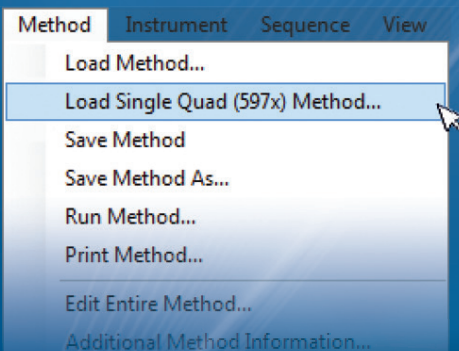 Method Instrument Sequence View
Load Method...
Load Single Quad (597x) Method...
Save Method
Save Method As...
Run Method...
Print Method...
Edit Entire Method...
Additional Method Information...